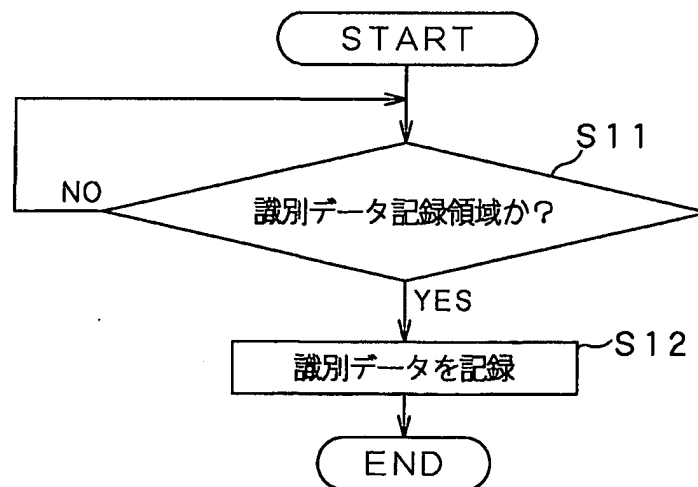 START
S11
NO
識別データ記録領域か?
YES
S12
識別データを記録
END